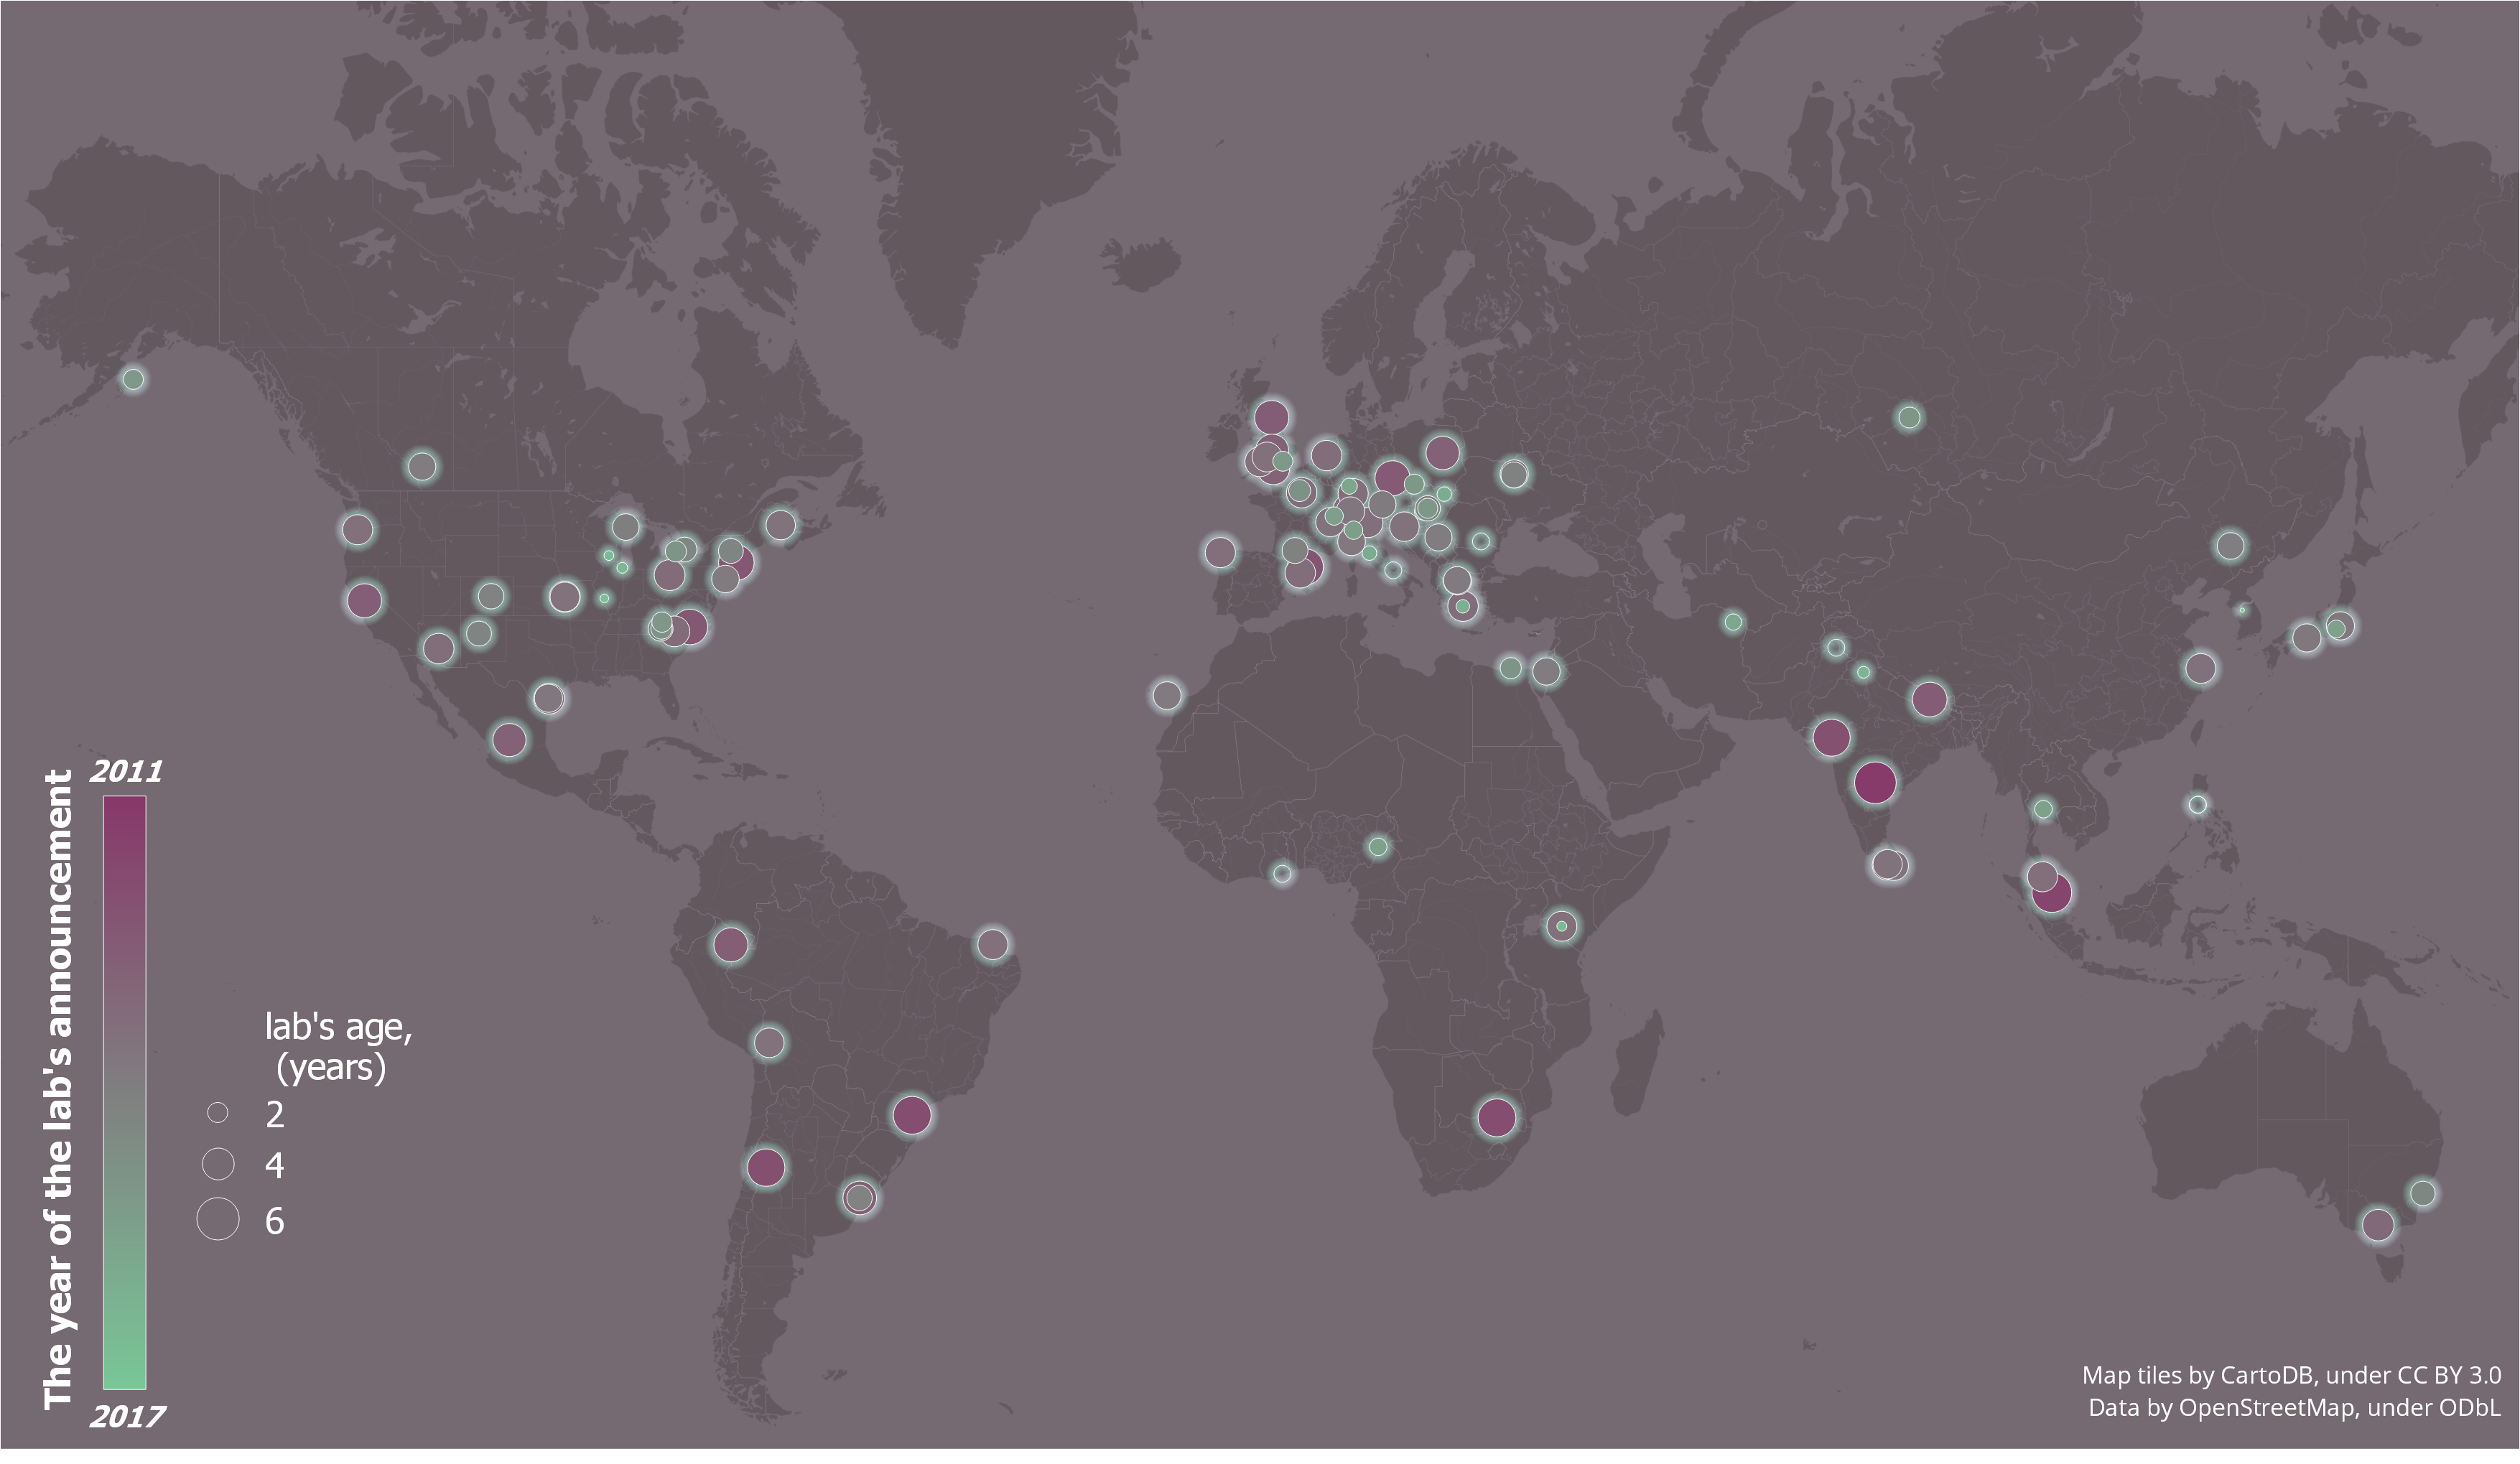 The year of the lab's announcement
2011
2017
lab's age,
(years)
2
4
6
Map tiles by CartoDB, under CC BY 3.0
Data by OpenStreetMap, under ODbL